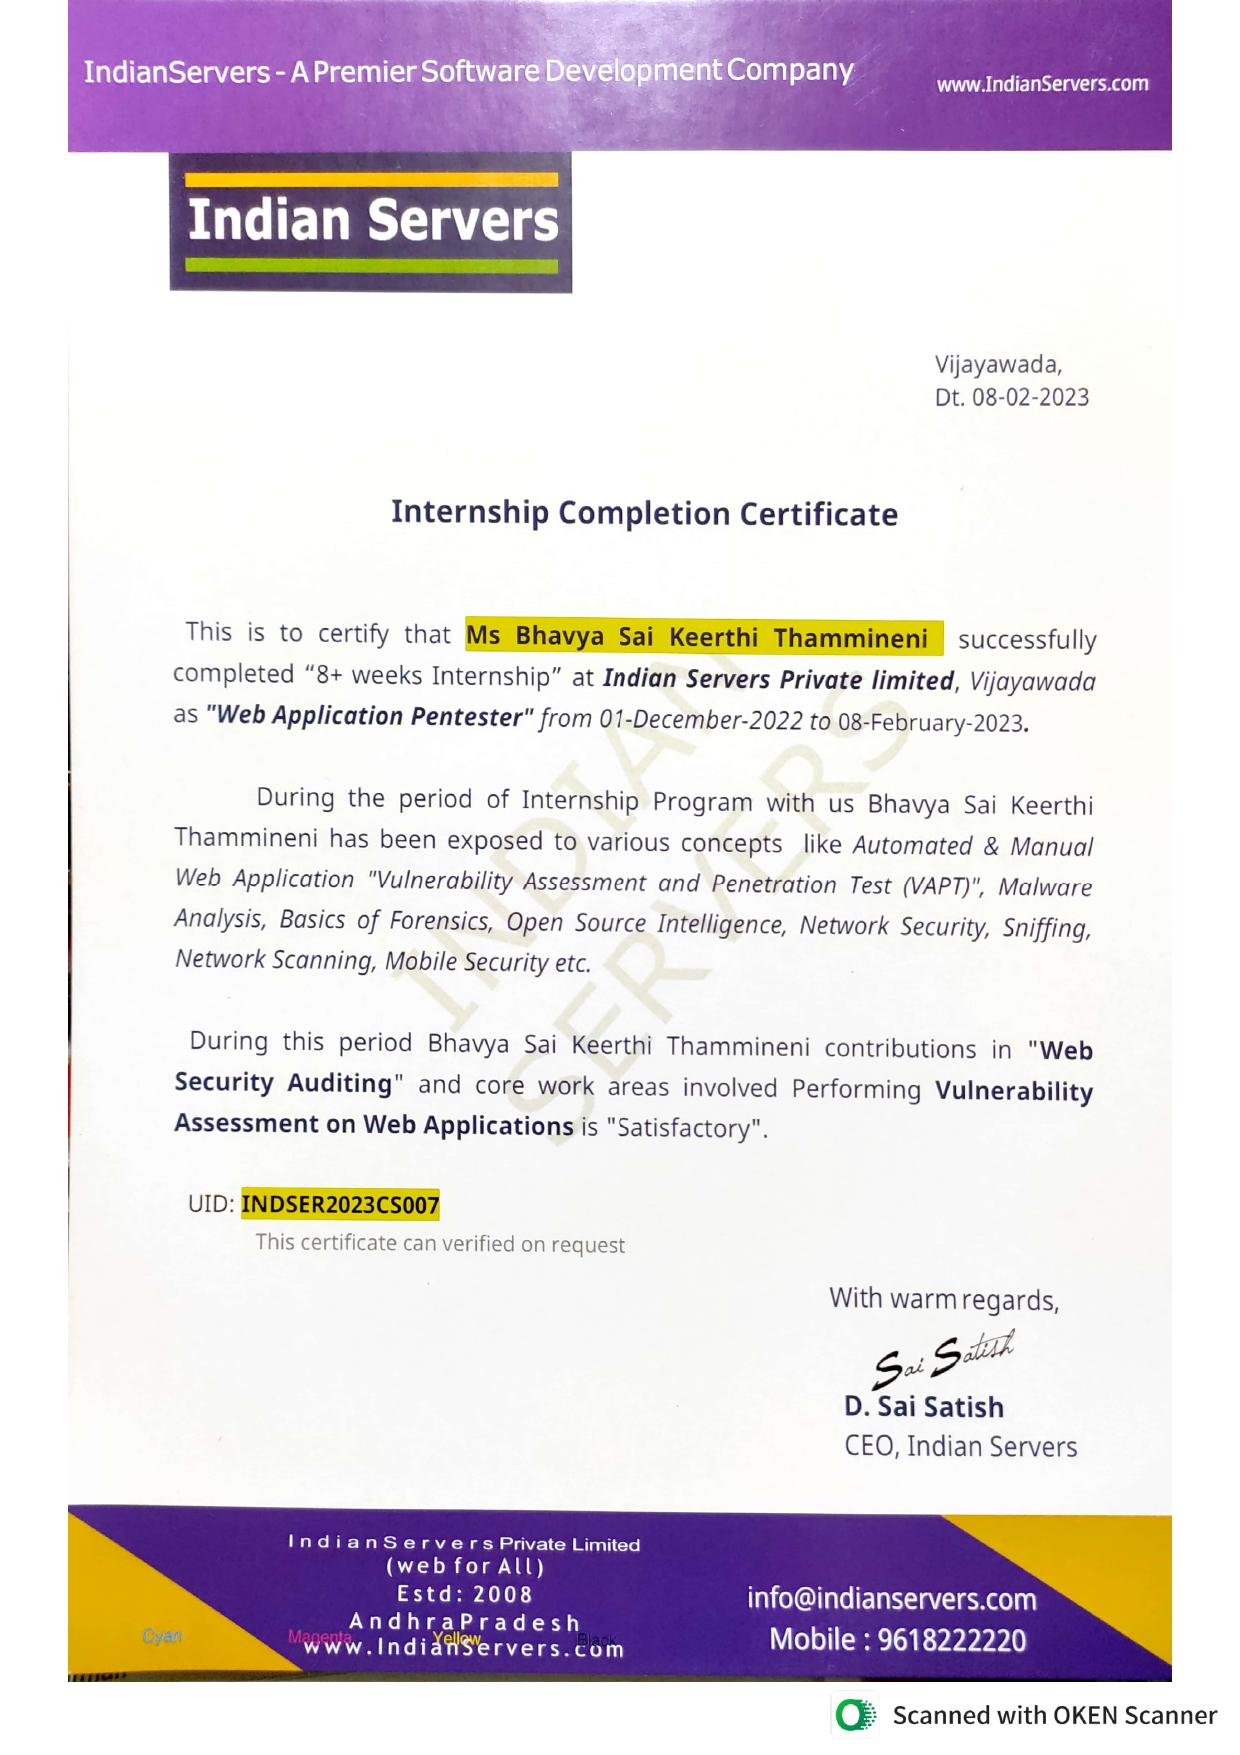 IndianServers - A Premier Software Development Company
www.IndianServers.com
Indian Servers
Vijayawada,
Dt. 08-02-2023
Internship Completion Certificate
This is to certify that Ms Bhavya Sai Keerthi Thammineni successfully
completed “8+ weeks Internship” at Indian Servers Private limited, Vijayawada
as "Web Application Pentester" from 01-December-2022 to 08-February-2023.
During the period of Internship Program with us Bhavya Sai Keerthi
Thammineni has been exposed to various concepts like Automated & Manual
Web Application "Vulnerability Assessment and Penetration Test (VAPT)", Malware
Analysis, Basics of Forensics, Open Source Intelligence, Network Security, Sniffing,
Network Scanning, Mobile Security etc.
INDIAN
SERVERS
During this period Bhavya Sai Keerthi Thammineni contributions in "Web
Security Auditing" and core work areas involved Performing Vulnerability
Assessment on Web Applications is "Satisfactory".
UID: INDSER2023CS007
This certificate can verified on request
With warm regards,
Sai Satish
D. Sai Satish
CEO, Indian Servers
IndianServers Private Limited
(web for All)
Estd: 2008
AndhraPradesh
www.IndianServers.com
Cyan Magenta Yellow Black
info@indianservers.com
Mobile : 9618222220
Scanned with OKEN Scanner